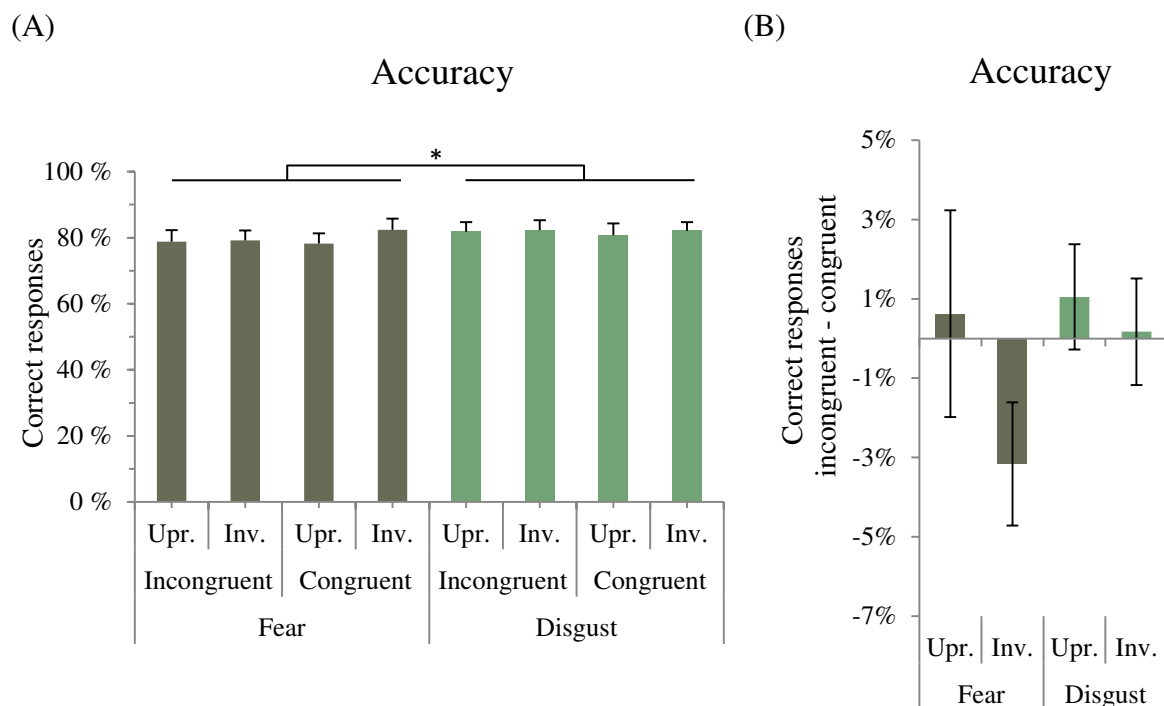 (A)
Accuracy
*
Correct responses
100 %
80 %
60 %
40 %
20 %
0 %
Upr. Inv. Upr. Inv. Upr. Inv. Upr. Inv.
Incongruent Congruent Incongruent Congruent
Fear Disgust
(B)
Accuracy
Correct responses
incongruent - congruent
5%
3%
1%
-1%
-3%
-5%
-7%
Upr. Inv. Upr. Inv.
Fear Disgust